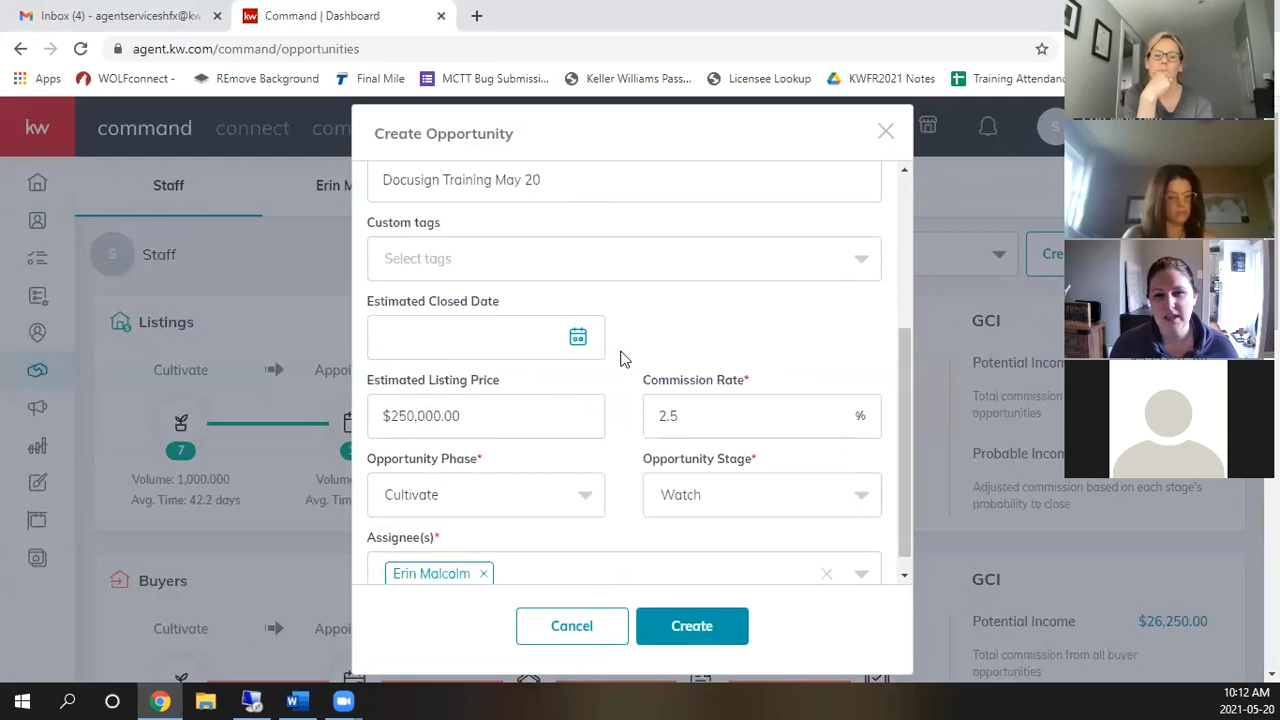 Inbox (4) - agentserviceshfx@kw
Command | Dashboard
agent.kw.com/command/opportunities
Apps
WOLFconnect -
REmove Background
Final Mile
MCTT Bug Submissi...
Keller Williams Pass...
Licensee Lookup
KWFR2021 Notes
Training Attendanc
kw
command
connect
com
S
Create Opportunity
Staff
Erin M
Docusign Training May 20
Custom tags
Select tags
S
Staff
Cre
Estimated Closed Date
Listings
GCI
Cultivate
Appoi
Potential Income
Total commission
opportunities
Estimated Listing Price
Commission Rate*
$250,000.00
2.5
%
7
Probable Incom
Opportunity Phase*
Opportunity Stage*
Volume: 1,000.000
Volum
Adjusted commission based on each stage's
probability to close
Avg. Time: 42.2 days
Avg. Ti
Cultivate
Watch
Assignee(s)*
Erin Malcolm
Buyers
GCI
Cultivate
Appoi
Potential Income
$26,250.00
Total commission from all buyer
opportunities
Cancel
Create
10:12 AM
2021-05-20